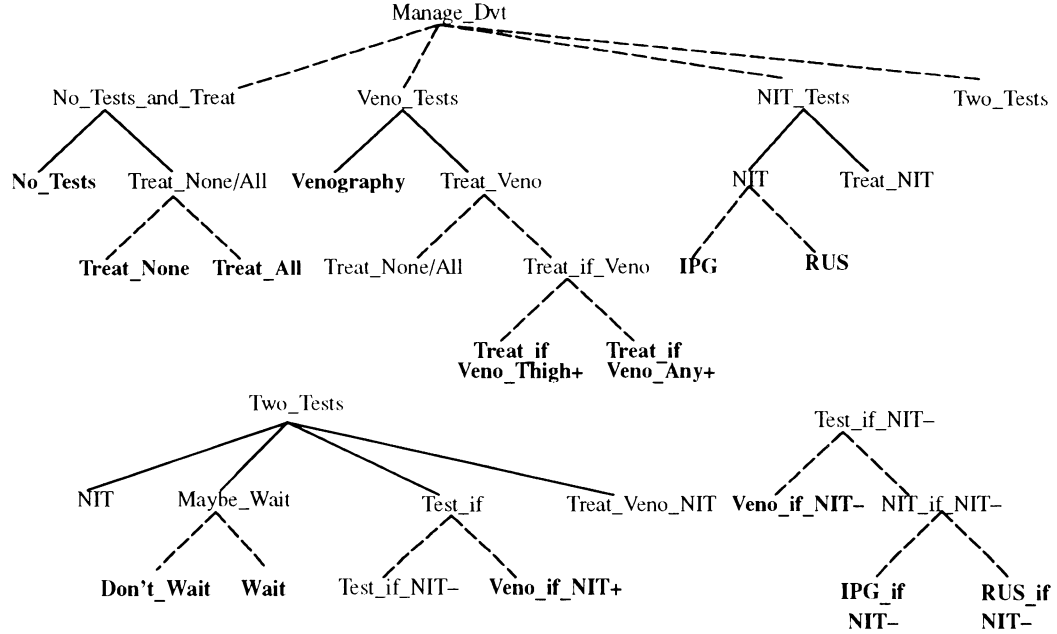 Manage_Dvt
No_Tests_and_Treat
Veno_Tests
NIT_Tests
Two_Tests
No_Tests
Treat_None/All
Venography
Treat_Veno
NIT
Treat_NIT
Treat_None
Treat_All
Treat_None/All
Treat_if_Veno
IPG
RUS
Treat_if
Veno_Thigh+
Treat_if
Veno_Any+
Two_Tests
Test_if_NIT–
NIT
Maybe_Wait
Test_if
Treat_Veno_NIT
Veno_if_NIT–
NIT_if_NIT–
Don't_Wait
Wait
Test_if_NIT–
Veno_if_NIT+
IPG_if
NIT–
RUS_if
NIT–